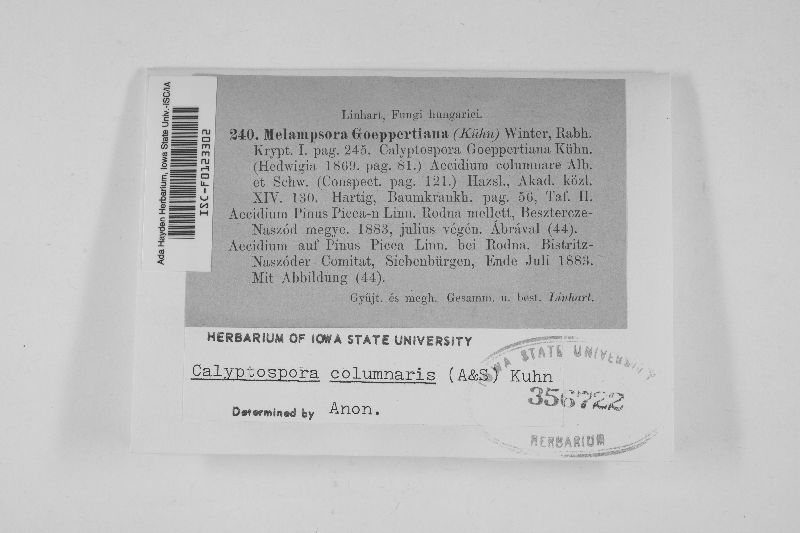 Ada Hayden Herbarium, Iowa State Univ.-ISC/IA
ISC-F0123302
Linhart, Fungi hungarici.
240. Melampsora Goeppertiana (Kühn) Winter, Rabh.
Krypt. I. pag. 245. Calyptospora Goeppertiana Kühn.
(Hedwigia 1869. pag. 81.) Aecidium columnare Alb.
et Schw. (Conspect. pag. 121.) Hazsl., Akad. közl.
XIV. 130. Hartig, Baumkrankh. pag. 56, Taf. II.
Aecidium Pinus Picea-n Linn. Rodna mellett, Besztercze-
Naszód megye. 1883, julius végén. Ábrával (44).
Aecidium auf Pinus Picea Linn. bei Rodna, Bistritz-
Naszóder Comitat, Siebenbürgen, Ende Juli 1883.
Mit Abbildung (44).
Gyüjt. és megh. Gesamm. u. best. Linhart.
HERBARIUM OF IOWA STATE UNIVERSITY
Calyptospora columnaris (A&S) Kuhn
Determined by Anon.
IOWA STATE UNIVERSITY
356722
HERBARIUM